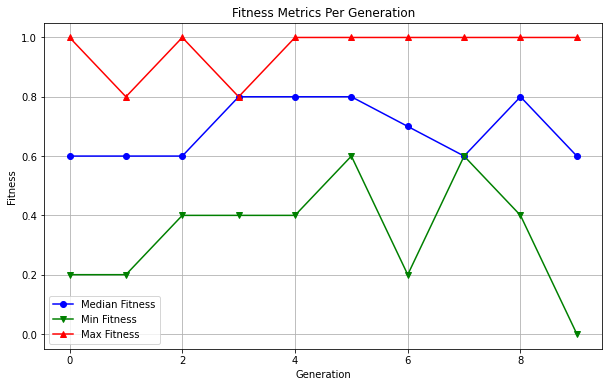 Fitness Metrics Per Generation
1.0
0.8
0.6
0.4
0.2
0.0
Fitness
Median Fitness
Min Fitness
Max Fitness
0 2 4 6 8
Generation